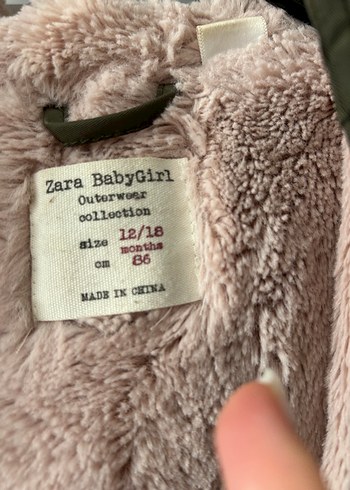 Zara BabyGirl
Outerwear
collection
size 12/18
months
cm 86
MADE IN CHINA